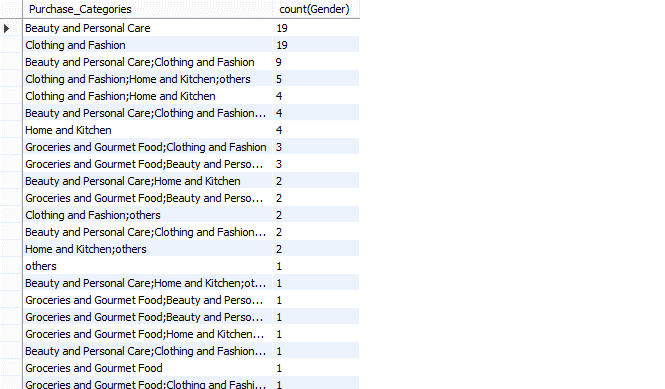 Purchase_Categories count(Gender)
Beauty and Personal Care 19
Clothing and Fashion 19
Beauty and Personal Care;Clothing and Fashion 9
Clothing and Fashion;Home and Kitchen;others 5
Clothing and Fashion;Home and Kitchen 4
Beauty and Personal Care;Clothing and Fashion... 4
Home and Kitchen 4
Groceries and Gourmet Food;Clothing and Fashion 3
Groceries and Gourmet Food;Beauty and Perso... 3
Beauty and Personal Care;Home and Kitchen 2
Groceries and Gourmet Food;Beauty and Perso... 2
Clothing and Fashion;others 2
Beauty and Personal Care;Clothing and Fashion... 2
Home and Kitchen;others 2
others 1
Beauty and Personal Care;Home and Kitchen;ot... 1
Groceries and Gourmet Food;Beauty and Perso... 1
Groceries and Gourmet Food;Beauty and Perso... 1
Groceries and Gourmet Food;Home and Kitchen... 1
Beauty and Personal Care;Clothing and Fashion... 1
Groceries and Gourmet Food 1
Groceries and Gourmet Food;Clothing and Fashi... 1